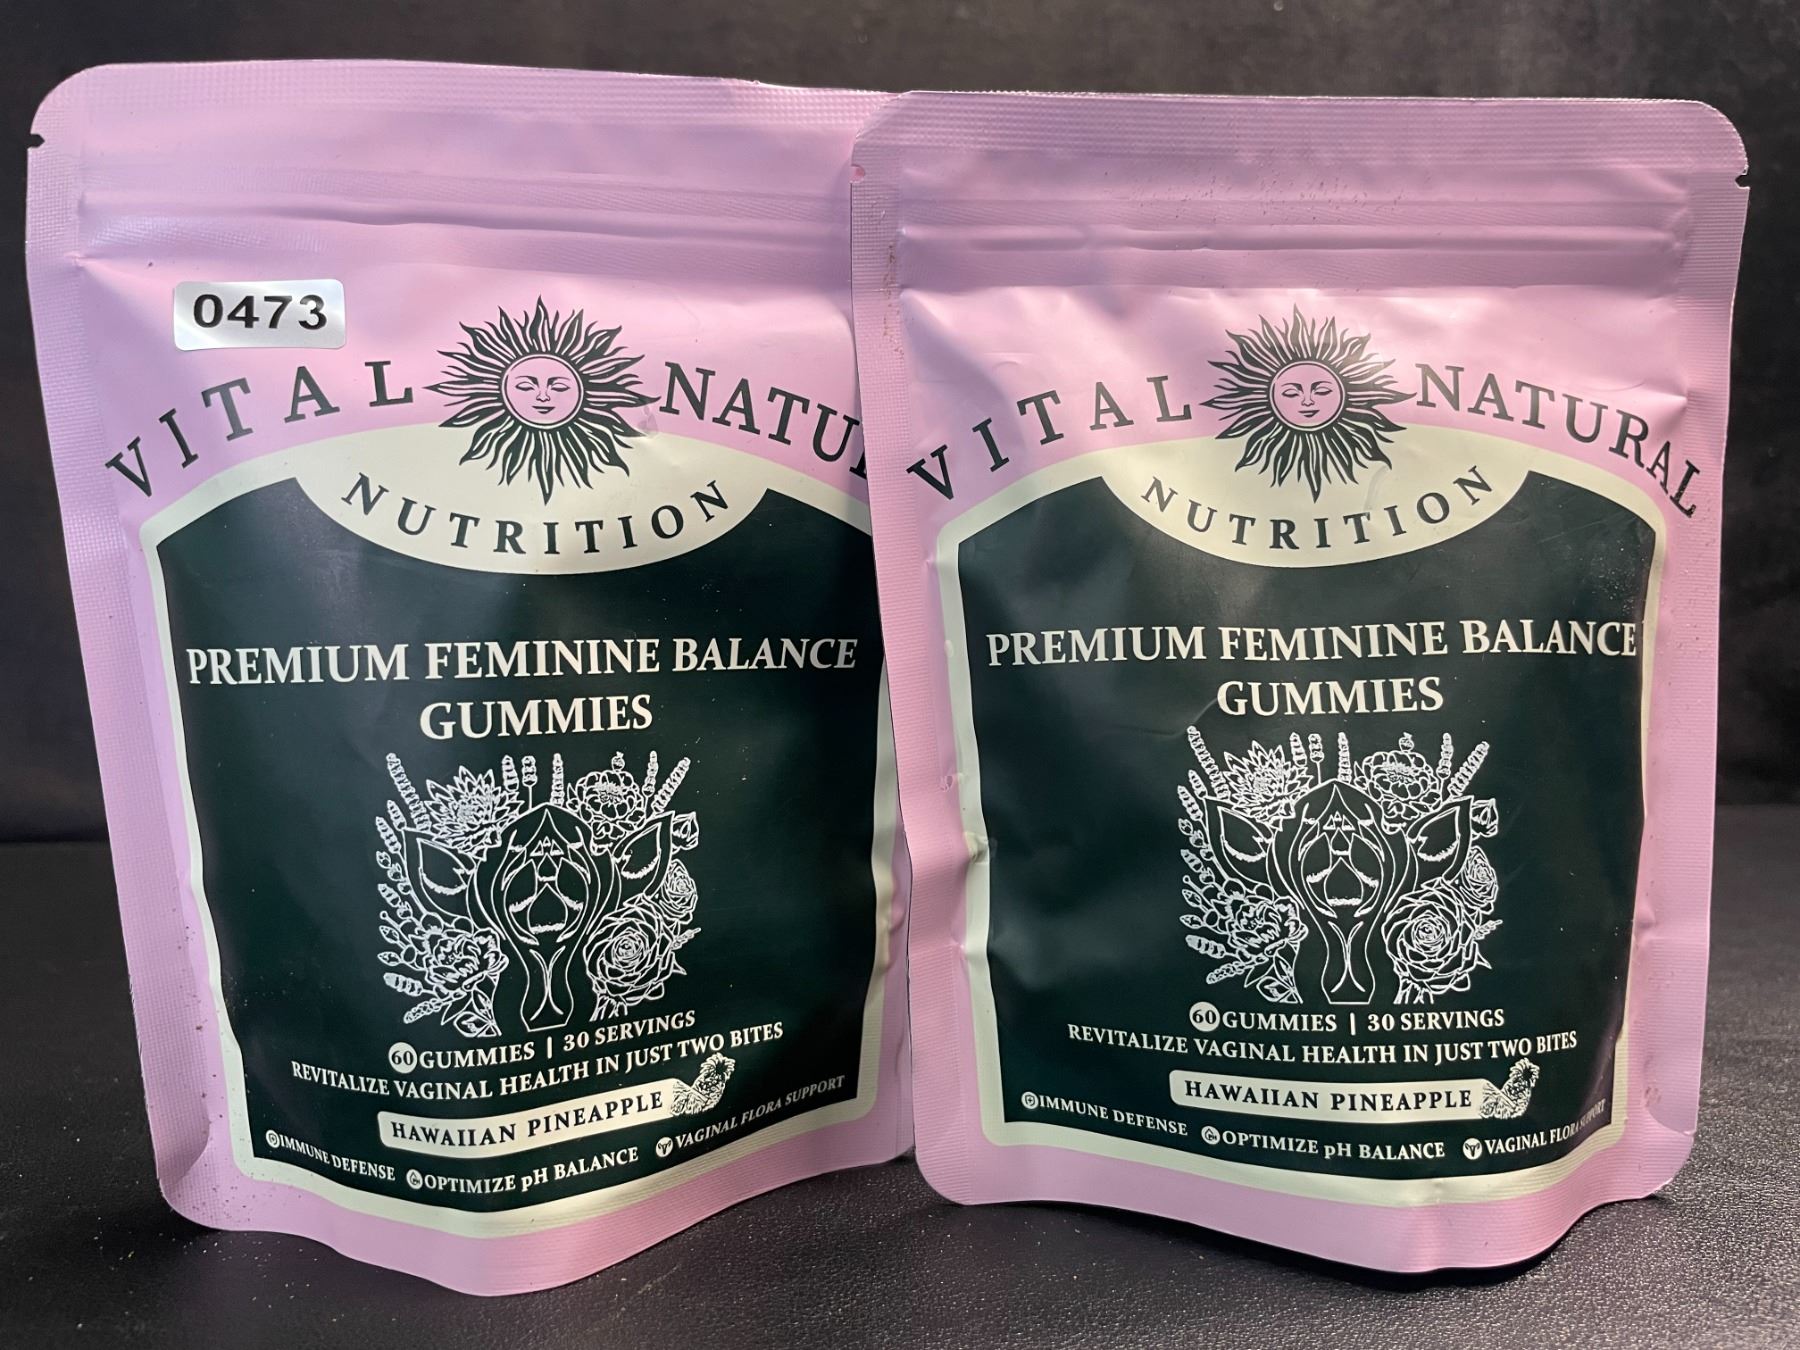 0473
VITAL NATU
NUTRITION
PREMIUM FEMININE BALANCE
GUMMIES
60 GUMMIES | 30 SERVINGS
REVITALIZE VAGINAL HEALTH IN JUST TWO BITES
HAWAIIAN PINEAPPLE
IMMUNE DEFENSE OPTIMIZE pH BALANCE VAGINAL FLORA SUPPORT
VITAL NATURAL
NUTRITION
PREMIUM FEMININE BALANCE
GUMMIES
60 GUMMIES | 30 SERVINGS
REVITALIZE VAGINAL HEALTH IN JUST TWO BITES
HAWAIIAN PINEAPPLE
IMMUNE DEFENSE OPTIMIZE pH BALANCE VAGINAL FLORA SUPPORT